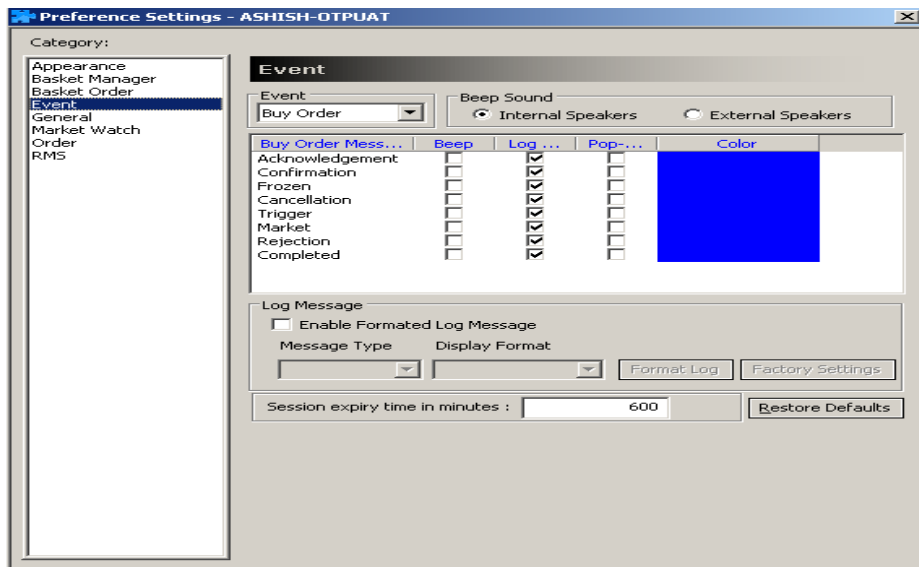 Preference Settings - ASHISH-OTPUAT
Category:
Appearance
Basket Manager
Basket Order
Event
General
Market Watch
Order
RMS
Event
Event
Buy Order
Beep Sound
Internal Speakers
External Speakers
Buy Order Mess... Beep Log ... Pop-... Color
Acknowledgement
Confirmation
Frozen
Cancellation
Trigger
Market
Rejection
Completed
Log Message
Enable Formated Log Message
Message Type Display Format
Format Log Factory Settings
Session expiry time in minutes : 600 Restore Defaults